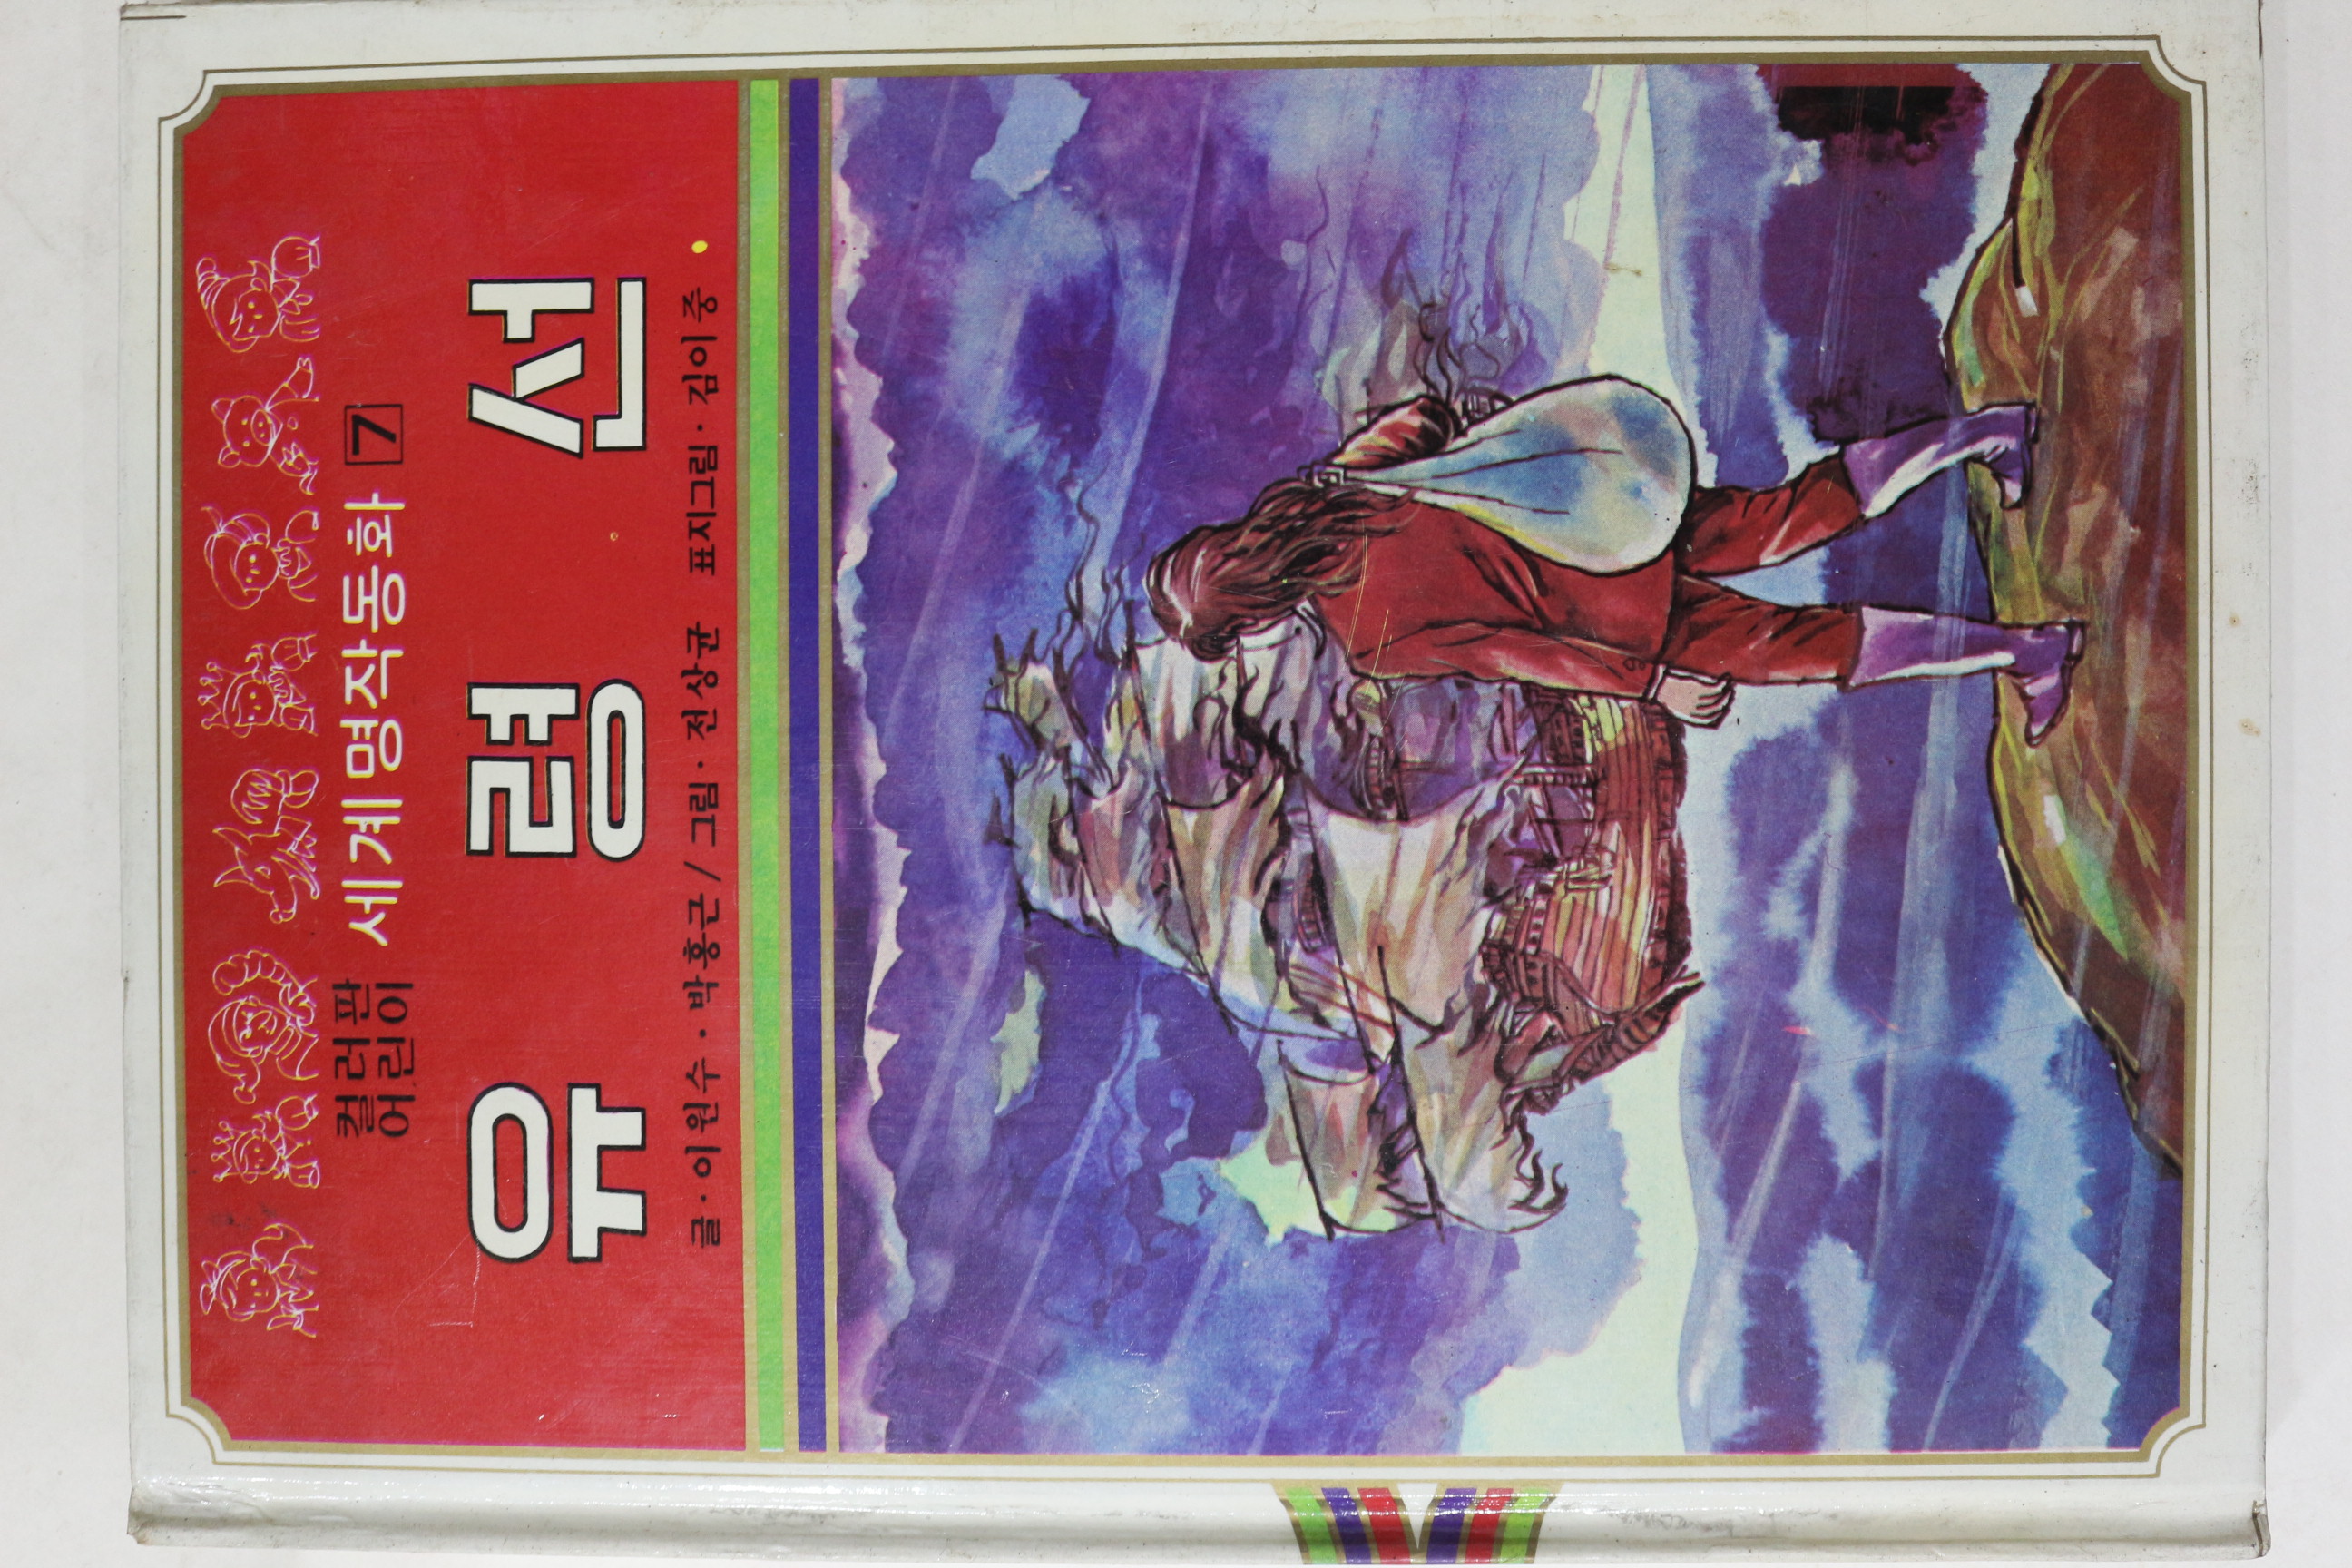 컬러판
어린이
세계명작동화 7
유령선
글·이원수·박홍근 / 그림·전상균 표지그림·김이중